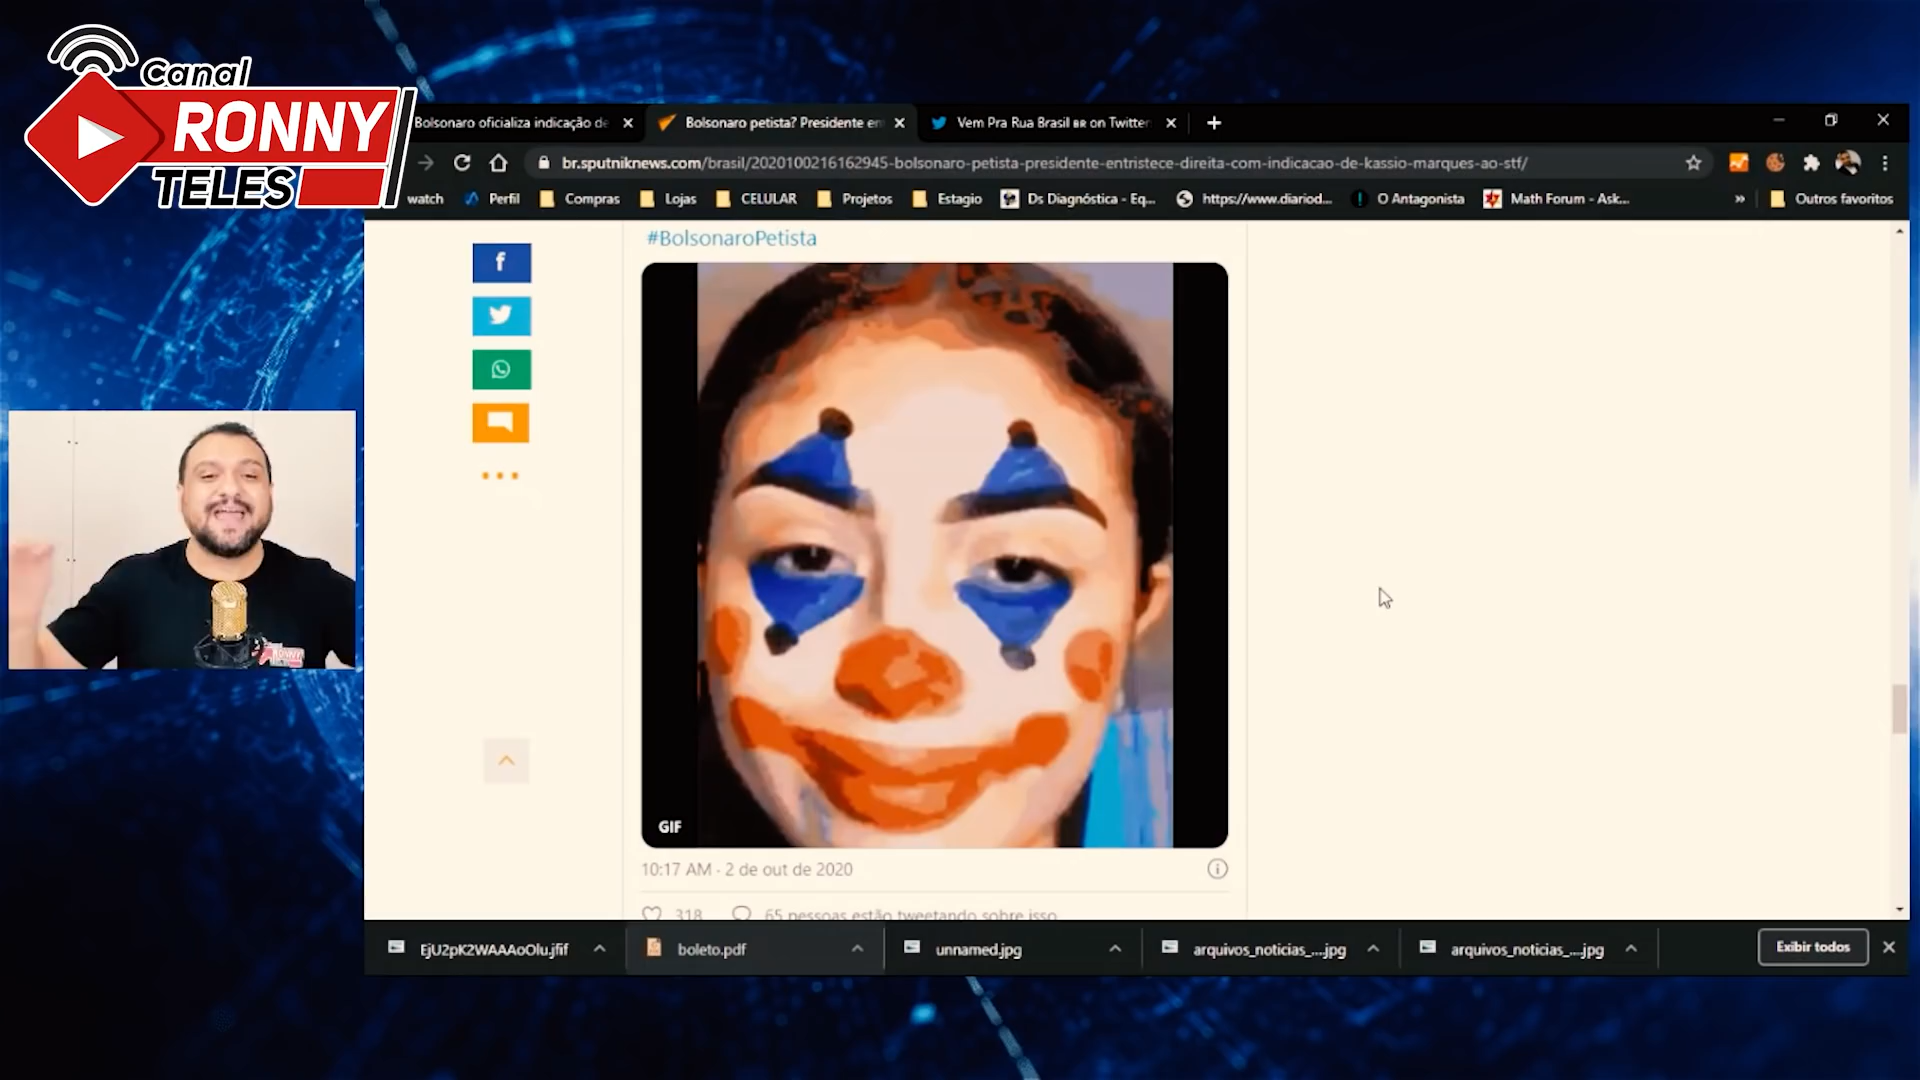 Canal
RONNY
TELES
Bolsonaro oficializa indicação de
Bolsonaro petista? Presidente en
Vem Pra Rua Brasil BR on Twitter
br.sputniknews.com/brasil/2020100216162945-bolsonaro-petista-presidente-entristece-direita-com-indicacao-de-kassio-marques-ao-stf/
watch
Perfil
Compras
Lojas
CELULAR
Projetos
Estagio
Ds Diagnóstica - Eq...
https://www.diariod...
O Antagonista
Math Forum - Ask...
»
Outros favoritos
#BolsonaroPetista
GIF
10:17 AM · 2 de out de 2020
318
65 pessoas estão tweetando sobre isso
RONNY
EjU2pK2WAAAoOlu.jfif
boleto.pdf
unnamed.jpg
arquivos_noticias_....jpg
arquivos_noticias_....jpg
Exibir todos